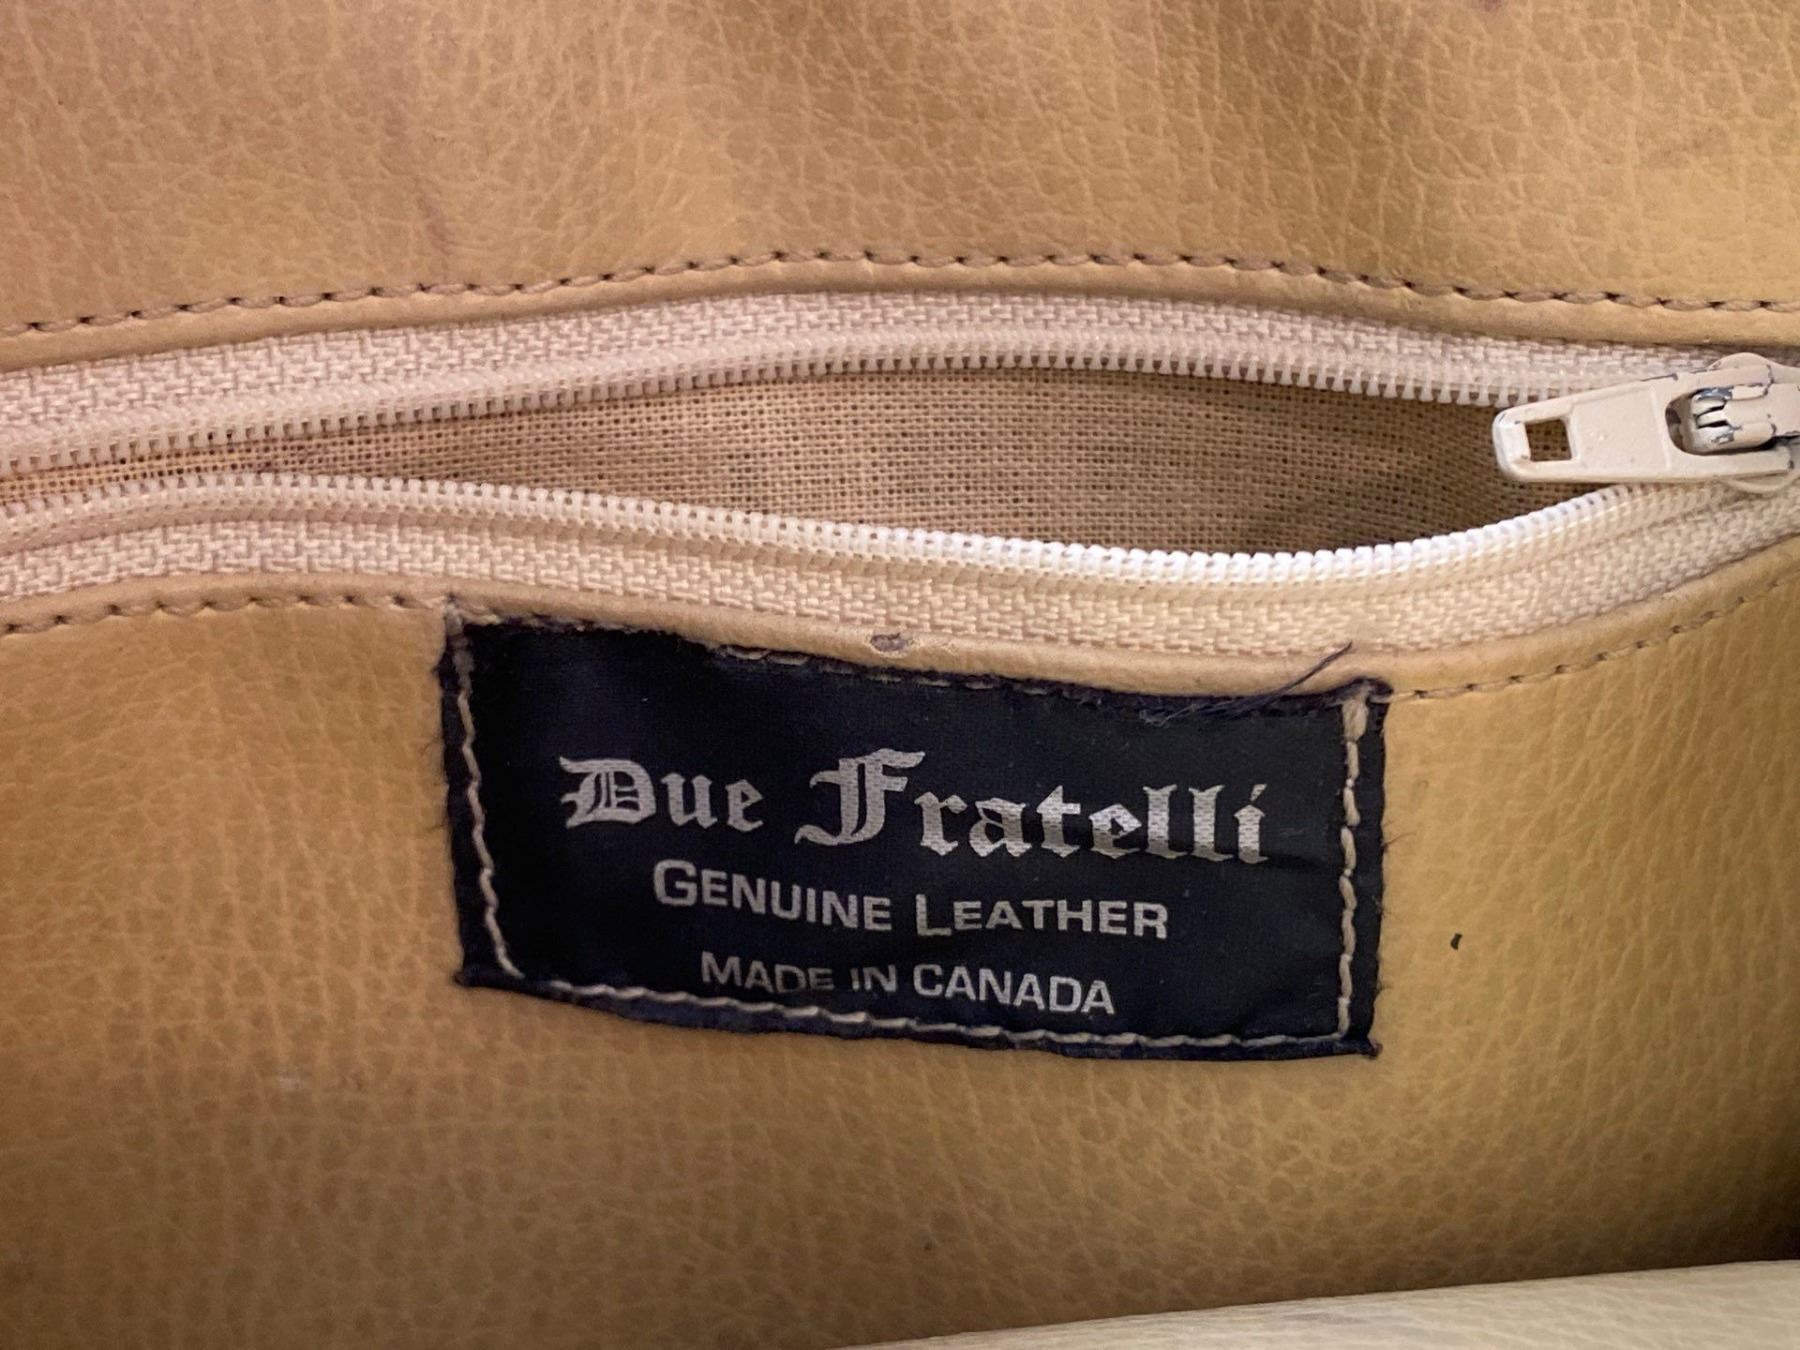 Due Fratelli
GENUINE LEATHER
MADE IN CANADA